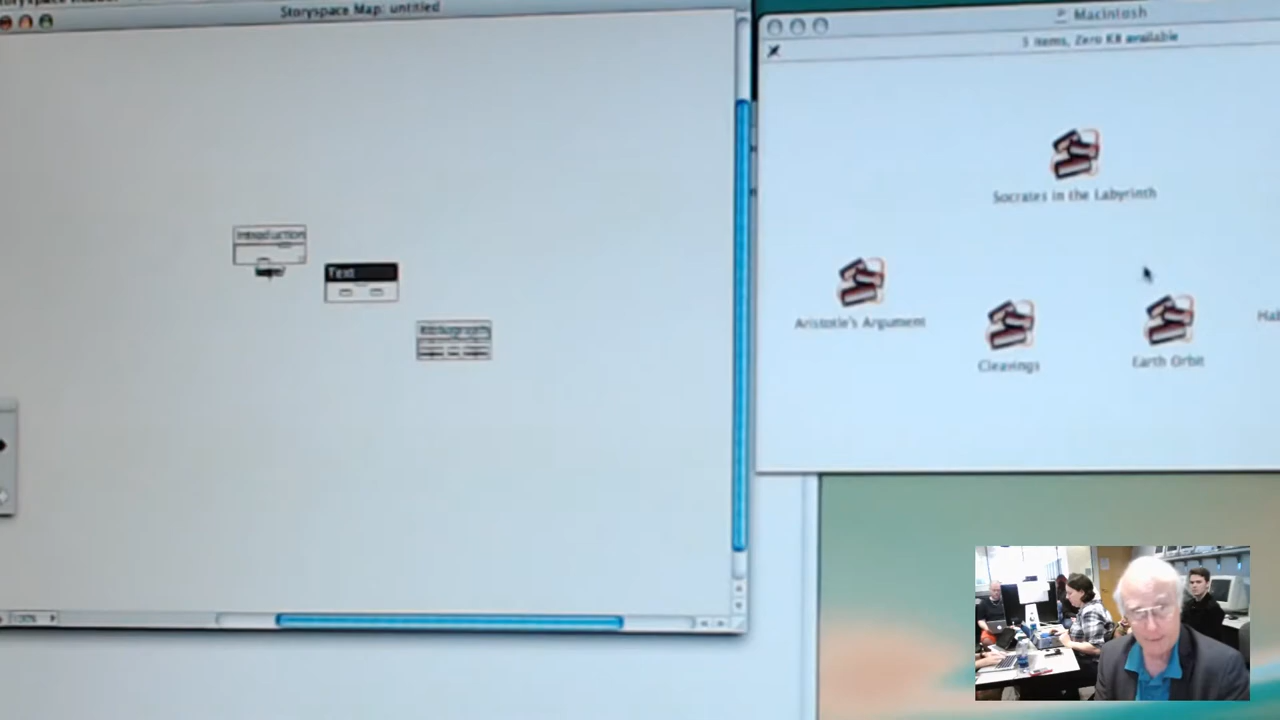 Storyspace Map: untitled
Introduction
Text
Macintosh
5 items, Zero KB available
Socrates in the Labyrinth
Aristotle's Argument
Cleavings
Earth Orbit
Hab